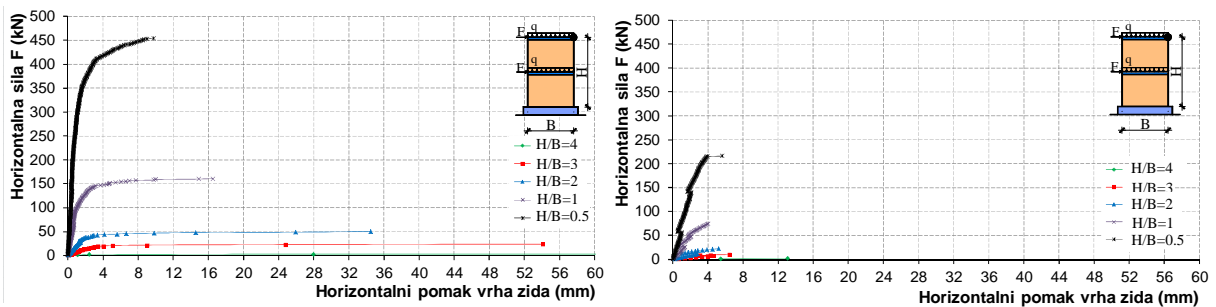 Horizontalna sila F (kN)
500
450
400
350
300
250
200
150
100
50
0
0 4 8 12 16 20 24 28 32 36 40 44 48 52 56 60
Horizontalni pomak vrha zida (mm)
F q
F q
H
B
H/B=4
H/B=3
H/B=2
H/B=1
H/B=0.5
Horizontalna sila F (kN)
500
450
400
350
300
250
200
150
100
50
0
0 4 8 12 16 20 24 28 32 36 40 44 48 52 56 60
Horizontalni pomak vrha zida (mm)
F q
F q
H
B
H/B=4
H/B=3
H/B=2
H/B=1
H/B=0.5